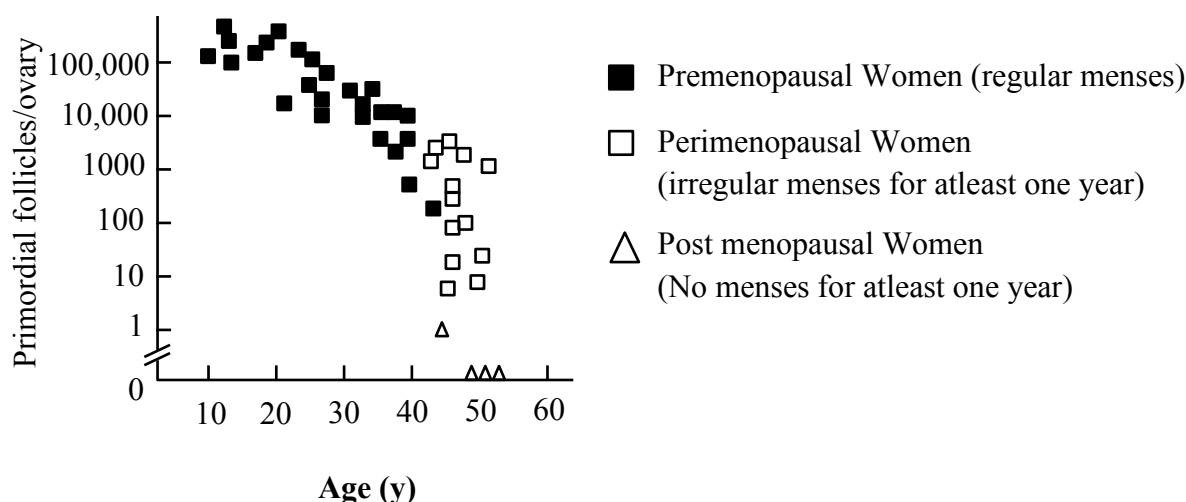 Primordial follicles/ovary
100,000
10,000
1000
100
10
1
0
10 20 30 40 50 60
Age (y)
Premenopausal Women (regular menses)
Perimenopausal Women
(irregular menses for atleast one year)
Post menopausal Women
(No menses for atleast one year)